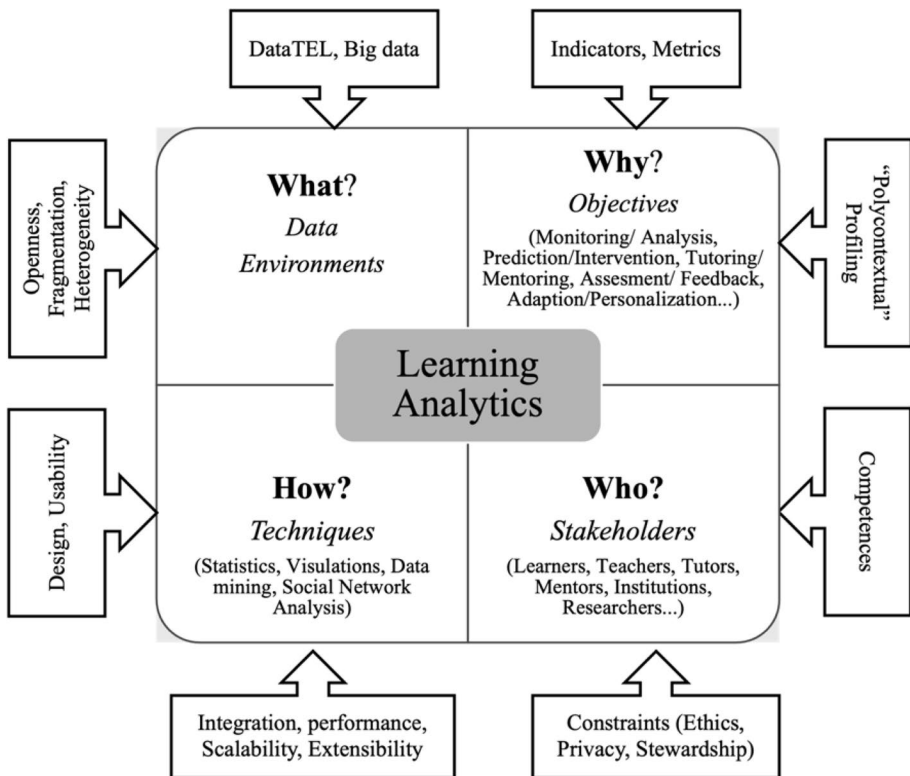 DataTEL, Big data
Indicators, Metrics
Openness,
Fragmentation,
Heterogeneity
What?
Data
Environments
Why?
Objectives
(Monitoring/ Analysis,
Prediction/Intervention, Tutoring/
Mentoring, Assesment/ Feedback,
Adaption/Personalization...)
“Polycontextual”
Profiling
Learning
Analytics
Design, Usability
How?
Techniques
(Statistics, Visulations, Data
mining, Social Network
Analysis)
Who?
Stakeholders
(Learners, Teachers, Tutors,
Mentors, Institutions,
Researchers...)
Competences
Integration, performance,
Scalability, Extensibility
Constraints (Ethics,
Privacy, Stewardship)